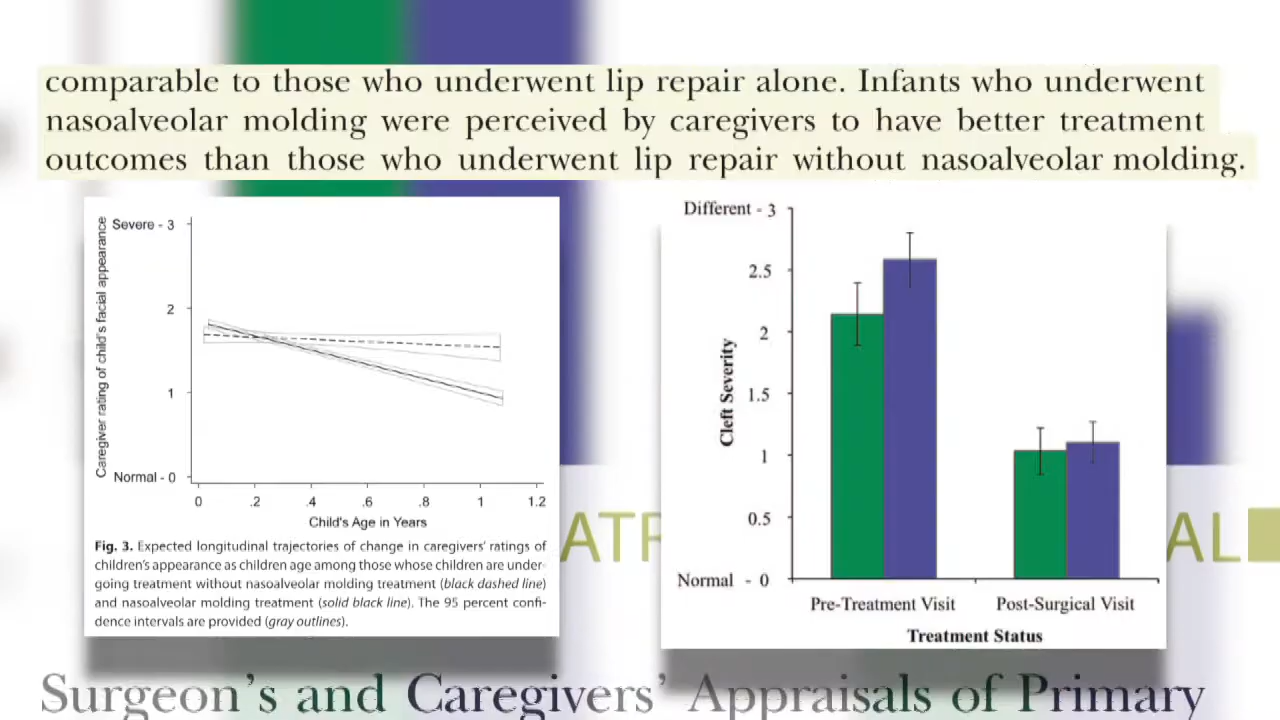 comparable to those who underwent lip repair alone. Infants who underwent
nasoalveolar molding were perceived by caregivers to have better treatment
outcomes than those who underwent lip repair without nasoalveolar molding.
Caregiver rating of child's facial appearance
Severe - 3
2
1
Normal - 0
0
.2
.4
.6
.8
1
1.2
Child's Age in Years
Fig. 3. Expected longitudinal trajectories of change in caregivers' ratings of
children's appearance as children age among those whose children are under-
going treatment without nasoalveolar molding treatment (black dashed line)
and nasoalveolar molding treatment (solid black line). The 95 percent confi-
dence intervals are provided (gray outlines).
Different - 3
2.5
2
1.5
1
0.5
Normal - 0
Cleft Severity
Pre-Treatment Visit
Post-Surgical Visit
Treatment Status
ATR
AL
Surgeon's and Caregivers' Appraisals of Primary